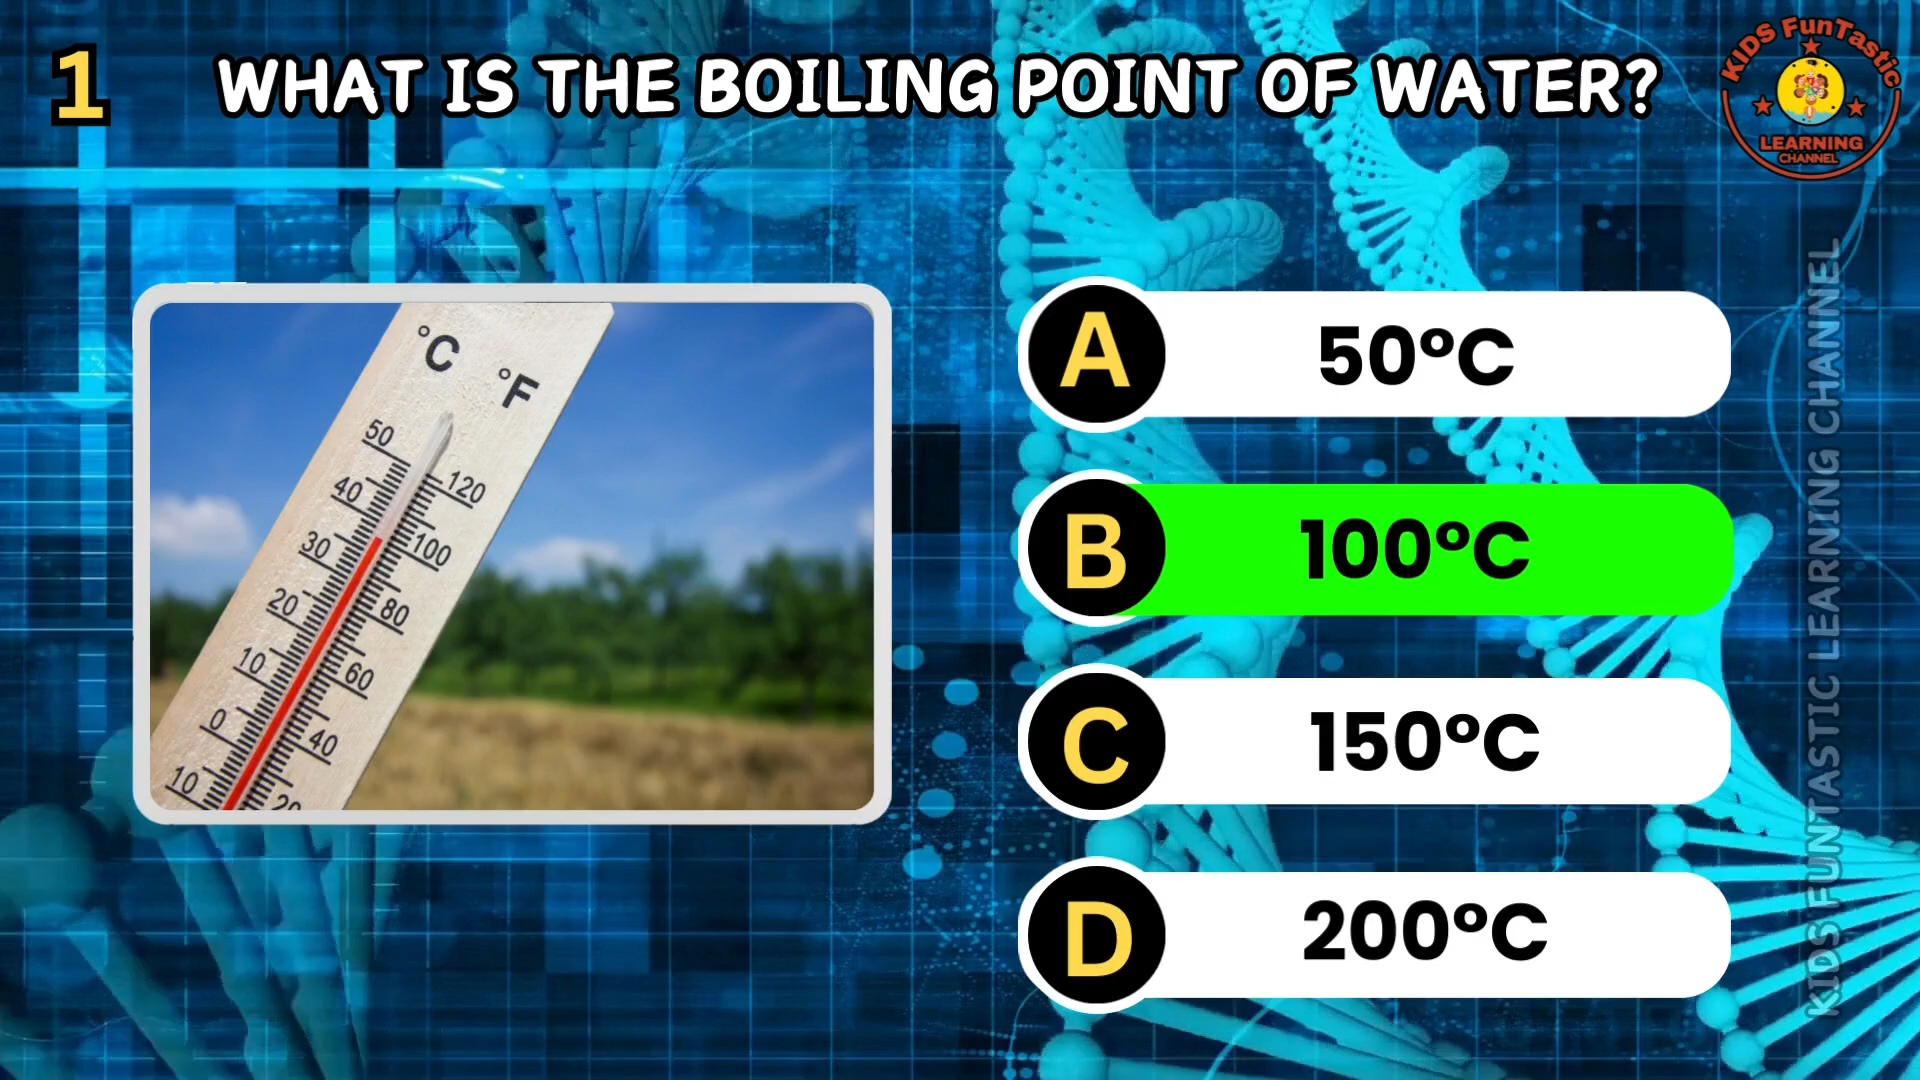 1
WHAT IS THE BOILING POINT OF WATER?
KIDS FunTastic
LEARNING
CHANNEL
°C
°F
50
120
40
100
30
80
20
60
10
40
0
20
10
A
50°C
B
100°C
C
150°C
D
200°C
KIDS FUNTASTIC LEARNING CHANNEL